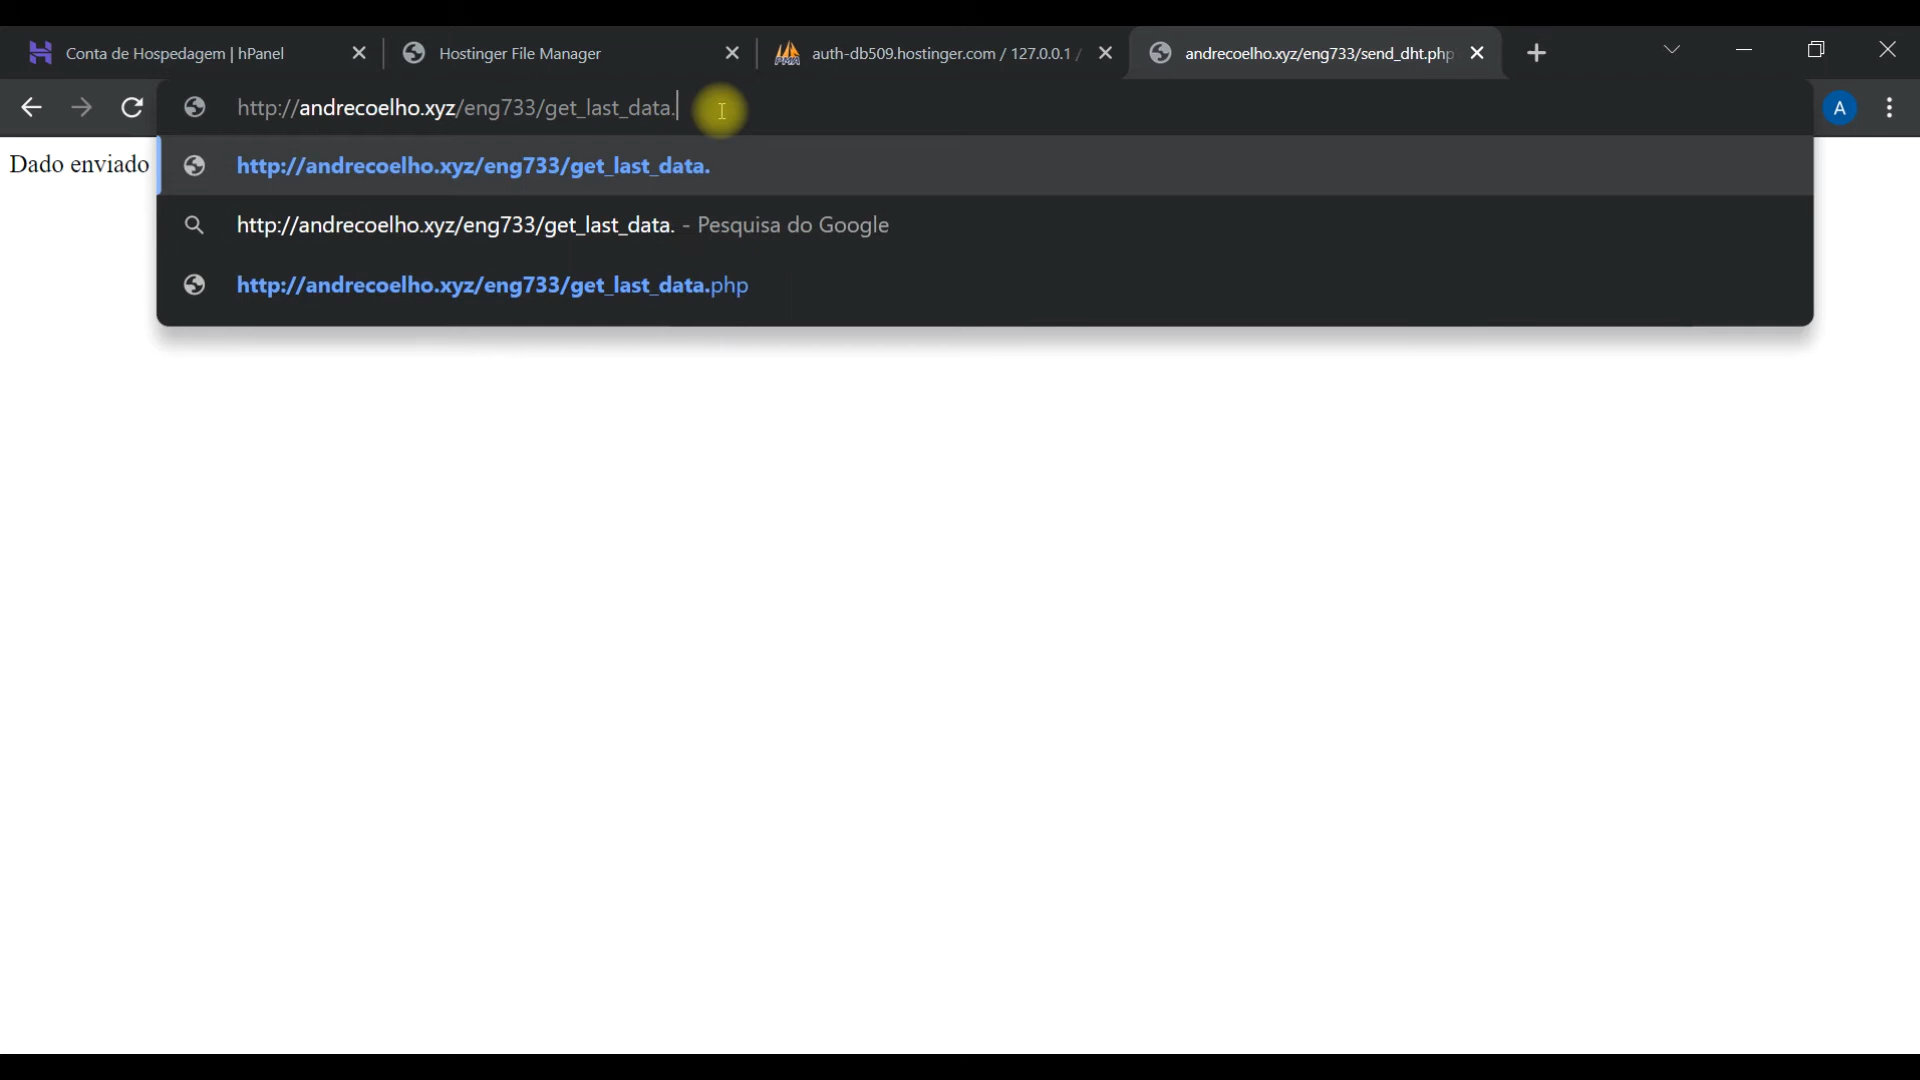 Conta de Hospedagem | hPanel
Hostinger File Manager
auth-db509.hostinger.com / 127.0.0.1 /
andrecoelho.xyz/eng733/send_dht.php
http://andrecoelho.xyz/eng733/get_last_data.
A
Dado enviado
http://andrecoelho.xyz/eng733/get_last_data.
http://andrecoelho.xyz/eng733/get_last_data. - Pesquisa do Google
http://andrecoelho.xyz/eng733/get_last_data.php